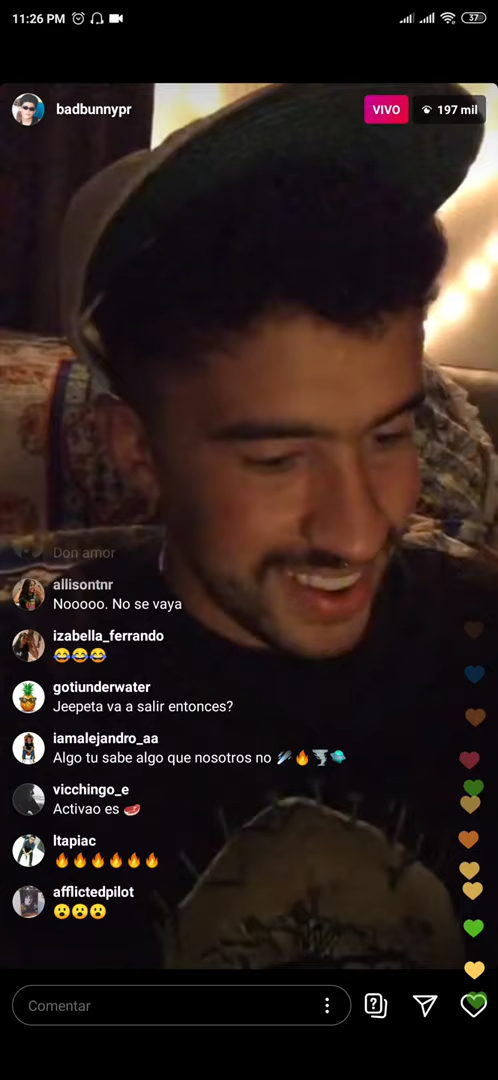 11:26 PM
37
badbunnypr
VIVO
197 mil
Don amor
allisontnr
Nooooo. No se vaya
izabella_ferrando
😂😂😂
gotiunderwater
Jeepeta va a salir entonces?
iamalejandro_aa
Algo tu sabe algo que nosotros no ☄️🔥🌪️🪐
vicchingo_e
Activao es 🥩
ltapiac
🔥🔥🔥🔥🔥🔥
afflictedpilot
😮😮😮
Comentar